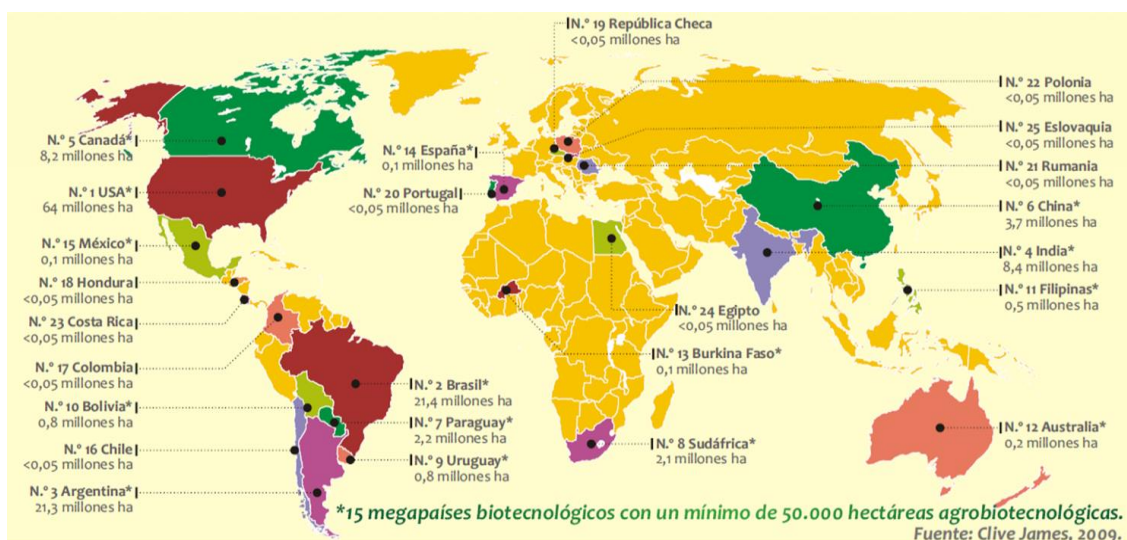 N.º 19 República Checa
<0,05 millones ha
N.º 22 Polonia
<0,05 millones ha
N.º 25 Eslovaquia
<0,05 millones ha
N.º 21 Rumania
<0,05 millones ha
N.º 6 China*
3,7 millones ha
N.º 4 India*
8,4 millones ha
N.º 11 Filipinas*
0,5 millones ha
N.º 5 Canadá*
8,2 millones ha
N.º 1 USA*
64 millones ha
N.º 15 México*
0,1 millones ha
N.º 18 Hondura
<0,05 millones ha
N.º 23 Costa Rica
<0,05 millones ha
N.º 17 Colombia
<0,05 millones ha
N.º 10 Bolivia*
0,8 millones ha
N.º 16 Chile
<0,05 millones ha
N.º 3 Argentina*
21,3 millones ha
N.º 14 España*
0,1 millones ha
N.º 20 Portugal
<0,05 millones ha
N.º 24 Egipto
<0,05 millones ha
N.º 13 Burkina Faso*
0,1 millones ha
N.º 2 Brasil*
21,4 millones ha
N.º 7 Paraguay*
2,2 millones ha
N.º 9 Uruguay*
0,8 millones ha
N.º 8 Sudáfrica*
2,1 millones ha
N.º 12 Australia*
0,2 millones ha
*15 megapaíses biotecnológicos con un mínimo de 50.000 hectáreas agrobiotecnológicas.
Fuente: Clive James, 2009.